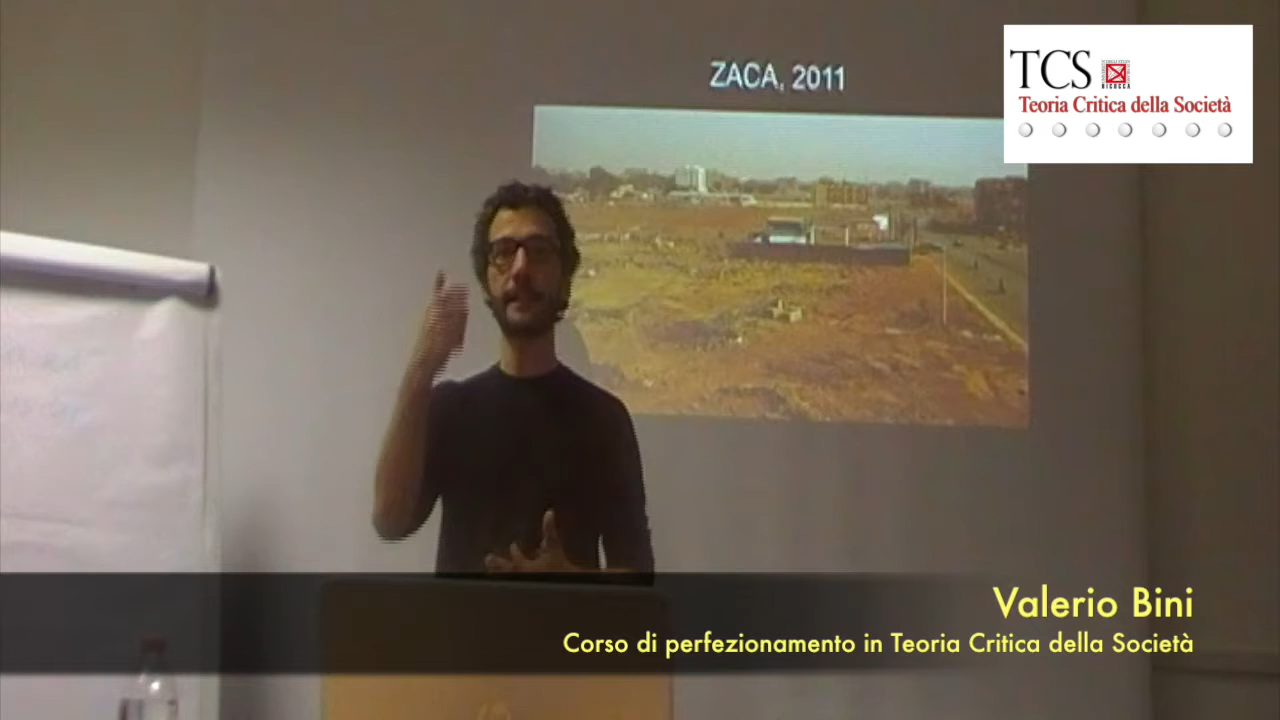 ZACA, 2011
TCS
BICOCCA
Teoria Critica della Società
Valerio Bini
Corso di perfezionamento in Teoria Critica della Società